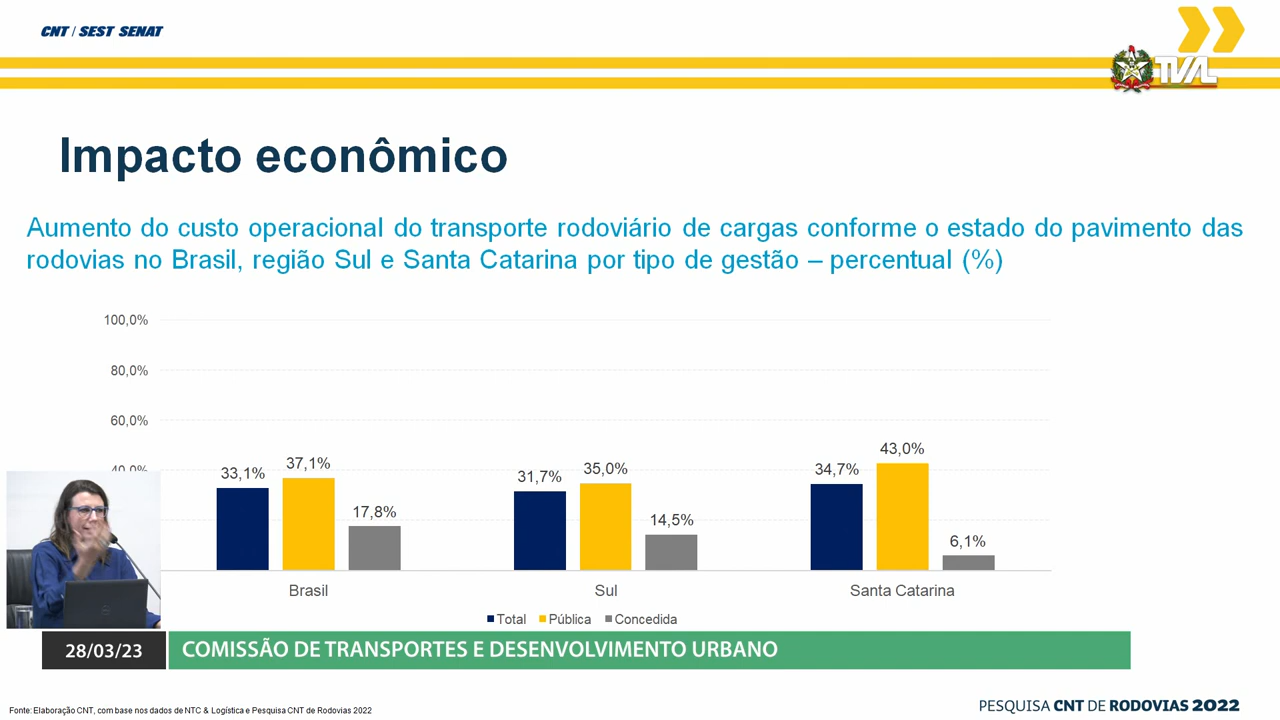 CNT / SEST SENAT
TVAL
Impacto econômico
Aumento do custo operacional do transporte rodoviário de cargas conforme o estado do pavimento das
rodovias no Brasil, região Sul e Santa Catarina por tipo de gestão – percentual (%)
100,0%
80,0%
60,0%
40,0%
33,1%
37,1%
17,8%
31,7%
35,0%
14,5%
34,7%
43,0%
6,1%
Brasil
Sul
Santa Catarina
Total
Pública
Concedida
28/03/23
COMISSÃO DE TRANSPORTES E DESENVOLVIMENTO URBANO
Fonte: Elaboração CNT, com base nos dados de NTC & Logística e Pesquisa CNT de Rodovias 2022
PESQUISA CNT DE RODOVIAS 2022